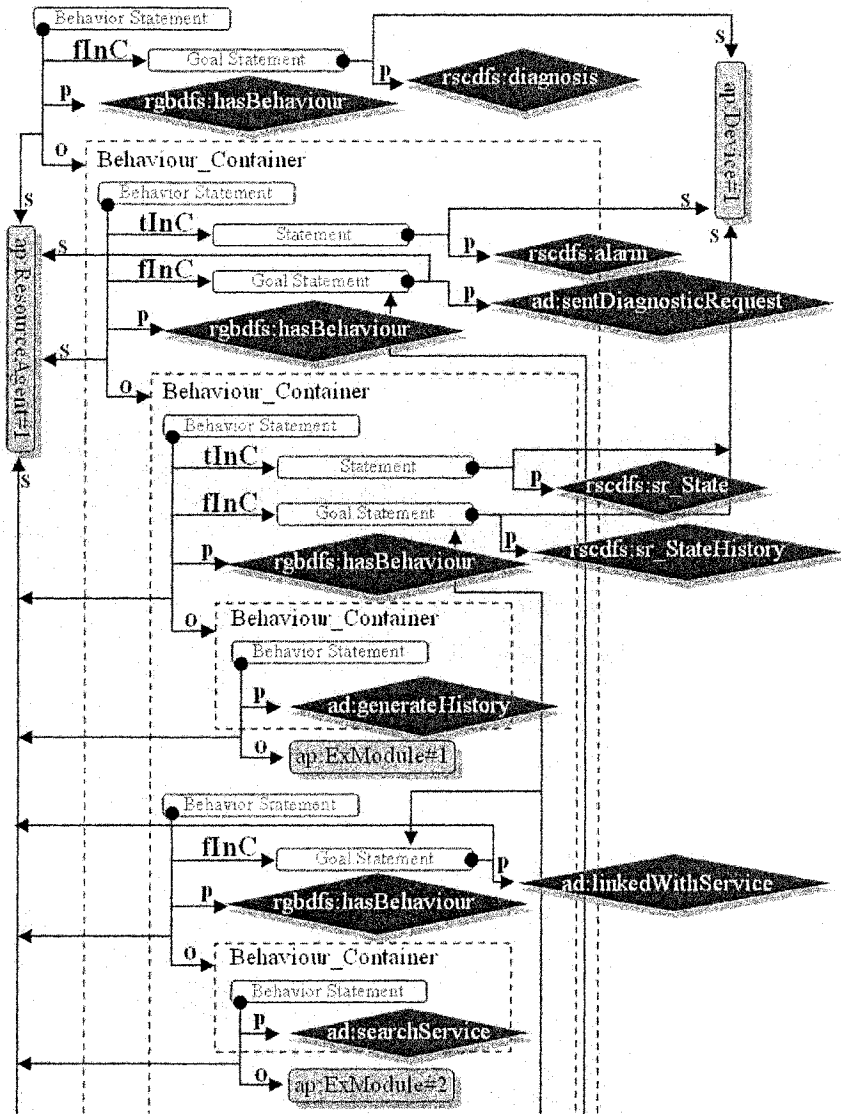 Behavior Statement
fInC
Goal Statement
s
s
p
rscdfs:diagnosis
p
rgbdfs:hasBehaviour
ap:Device#1
o
Behaviour_Container
Behavior Statement
s
tInC
Statement
s
s
p
rscdfs:alarm
s
fInC
Goal Statement
p
ad:sentDiagnosticRequest
p
rgbdfs:hasBehaviour
ap:ResourceAgent#1
s
o
Behaviour_Container
Behavior Statement
tInC
Statement
p
rscdfs:sr_State
s
fInC
Goal Statement
p
rscdfs:sr_StateHistory
p
rgbdfs:hasBehaviour
o
Behaviour_Container
Behavior Statement
p
ad:generateHistory
o
ap:ExModule#1
Behavior Statement
fInC
Goal Statement
p
ad:linkedWithService
p
rgbdfs:hasBehaviour
o
Behaviour_Container
Behavior Statement
p
ad:searchService
o
ap:ExModule#2